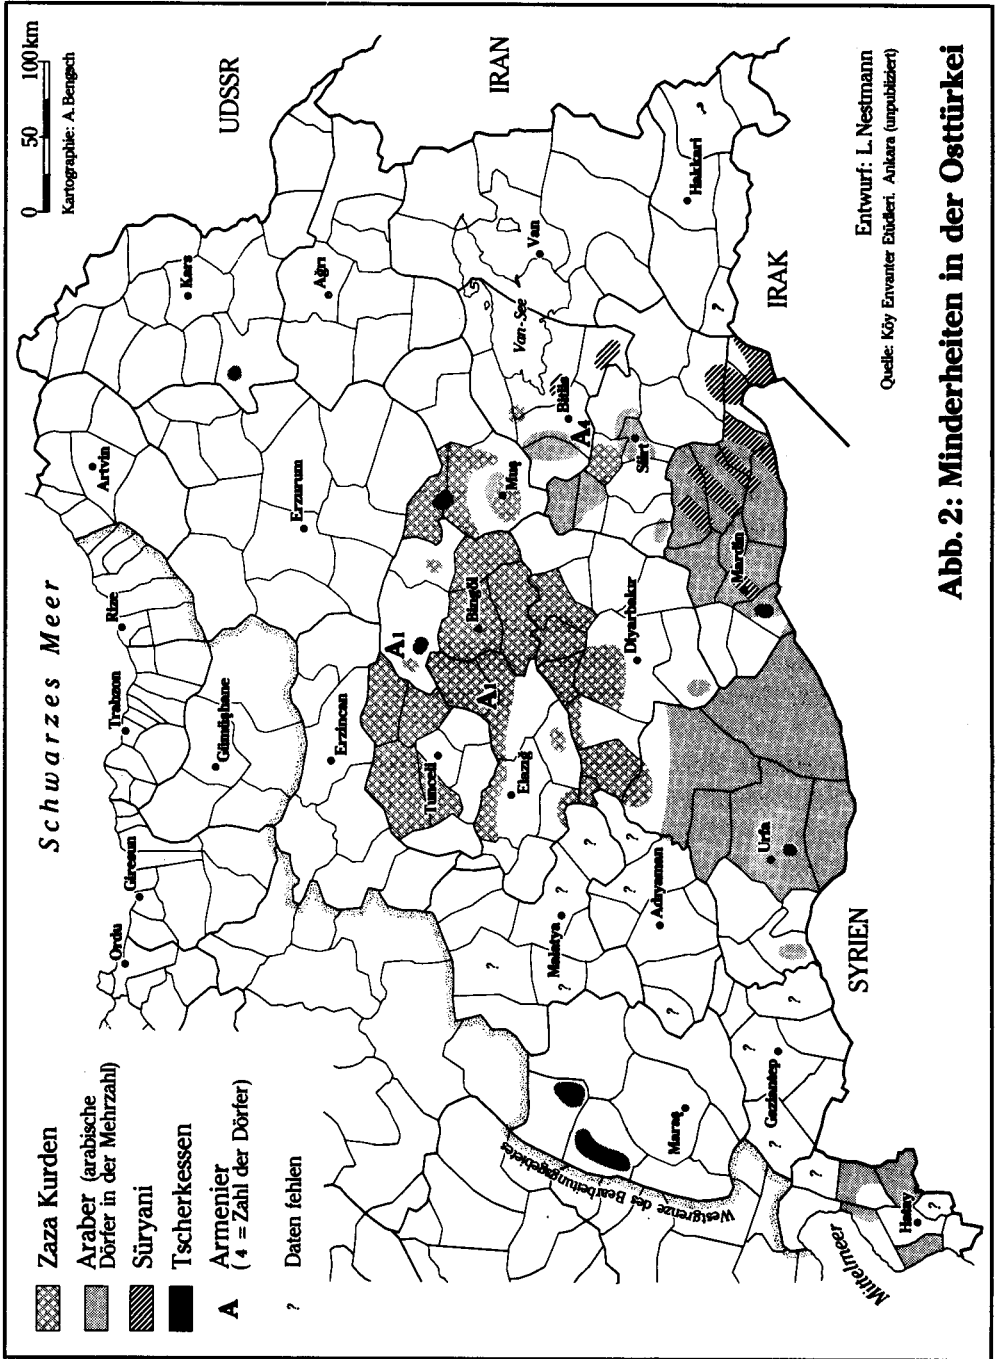 Zaza Kurden
Araber (arabische
Dörfer in der Mehrzahl)
Süryani
Tscherkessen
A Armenier
( 4 = Zahl der Dörfer)
? Daten fehlen
Schwarzes Meer
0 50 100km
Kartographie: A. Bengsch
UDSSR
IRAN
IRAK
SYRIEN
Mittelmeer
Ordu
Giresun
Trabzon
Rize
Artvin
Kars
Gümüşhane
Erzincan
Erzurum
Ağrı
Tunceli
A1
A1
Bingöl
Muş
Van-See
Van
Elazığ
Malatya
Bitlis
A4
Siirt
Diyarbakır
Mardin
Adıyaman
Urfa
Maraş
Gaziantep
Hatay
Hakkari
Westgrenze des Bearbeitungsgebietes
?
?
?
?
?
?
?
?
?
?
?
?
?
?
Entwurf: L. Nestmann
Quelle: Köy Envanter Etüdleri. Ankara (unpubliziert)
Abb. 2: Minderheiten in der Osttürkei